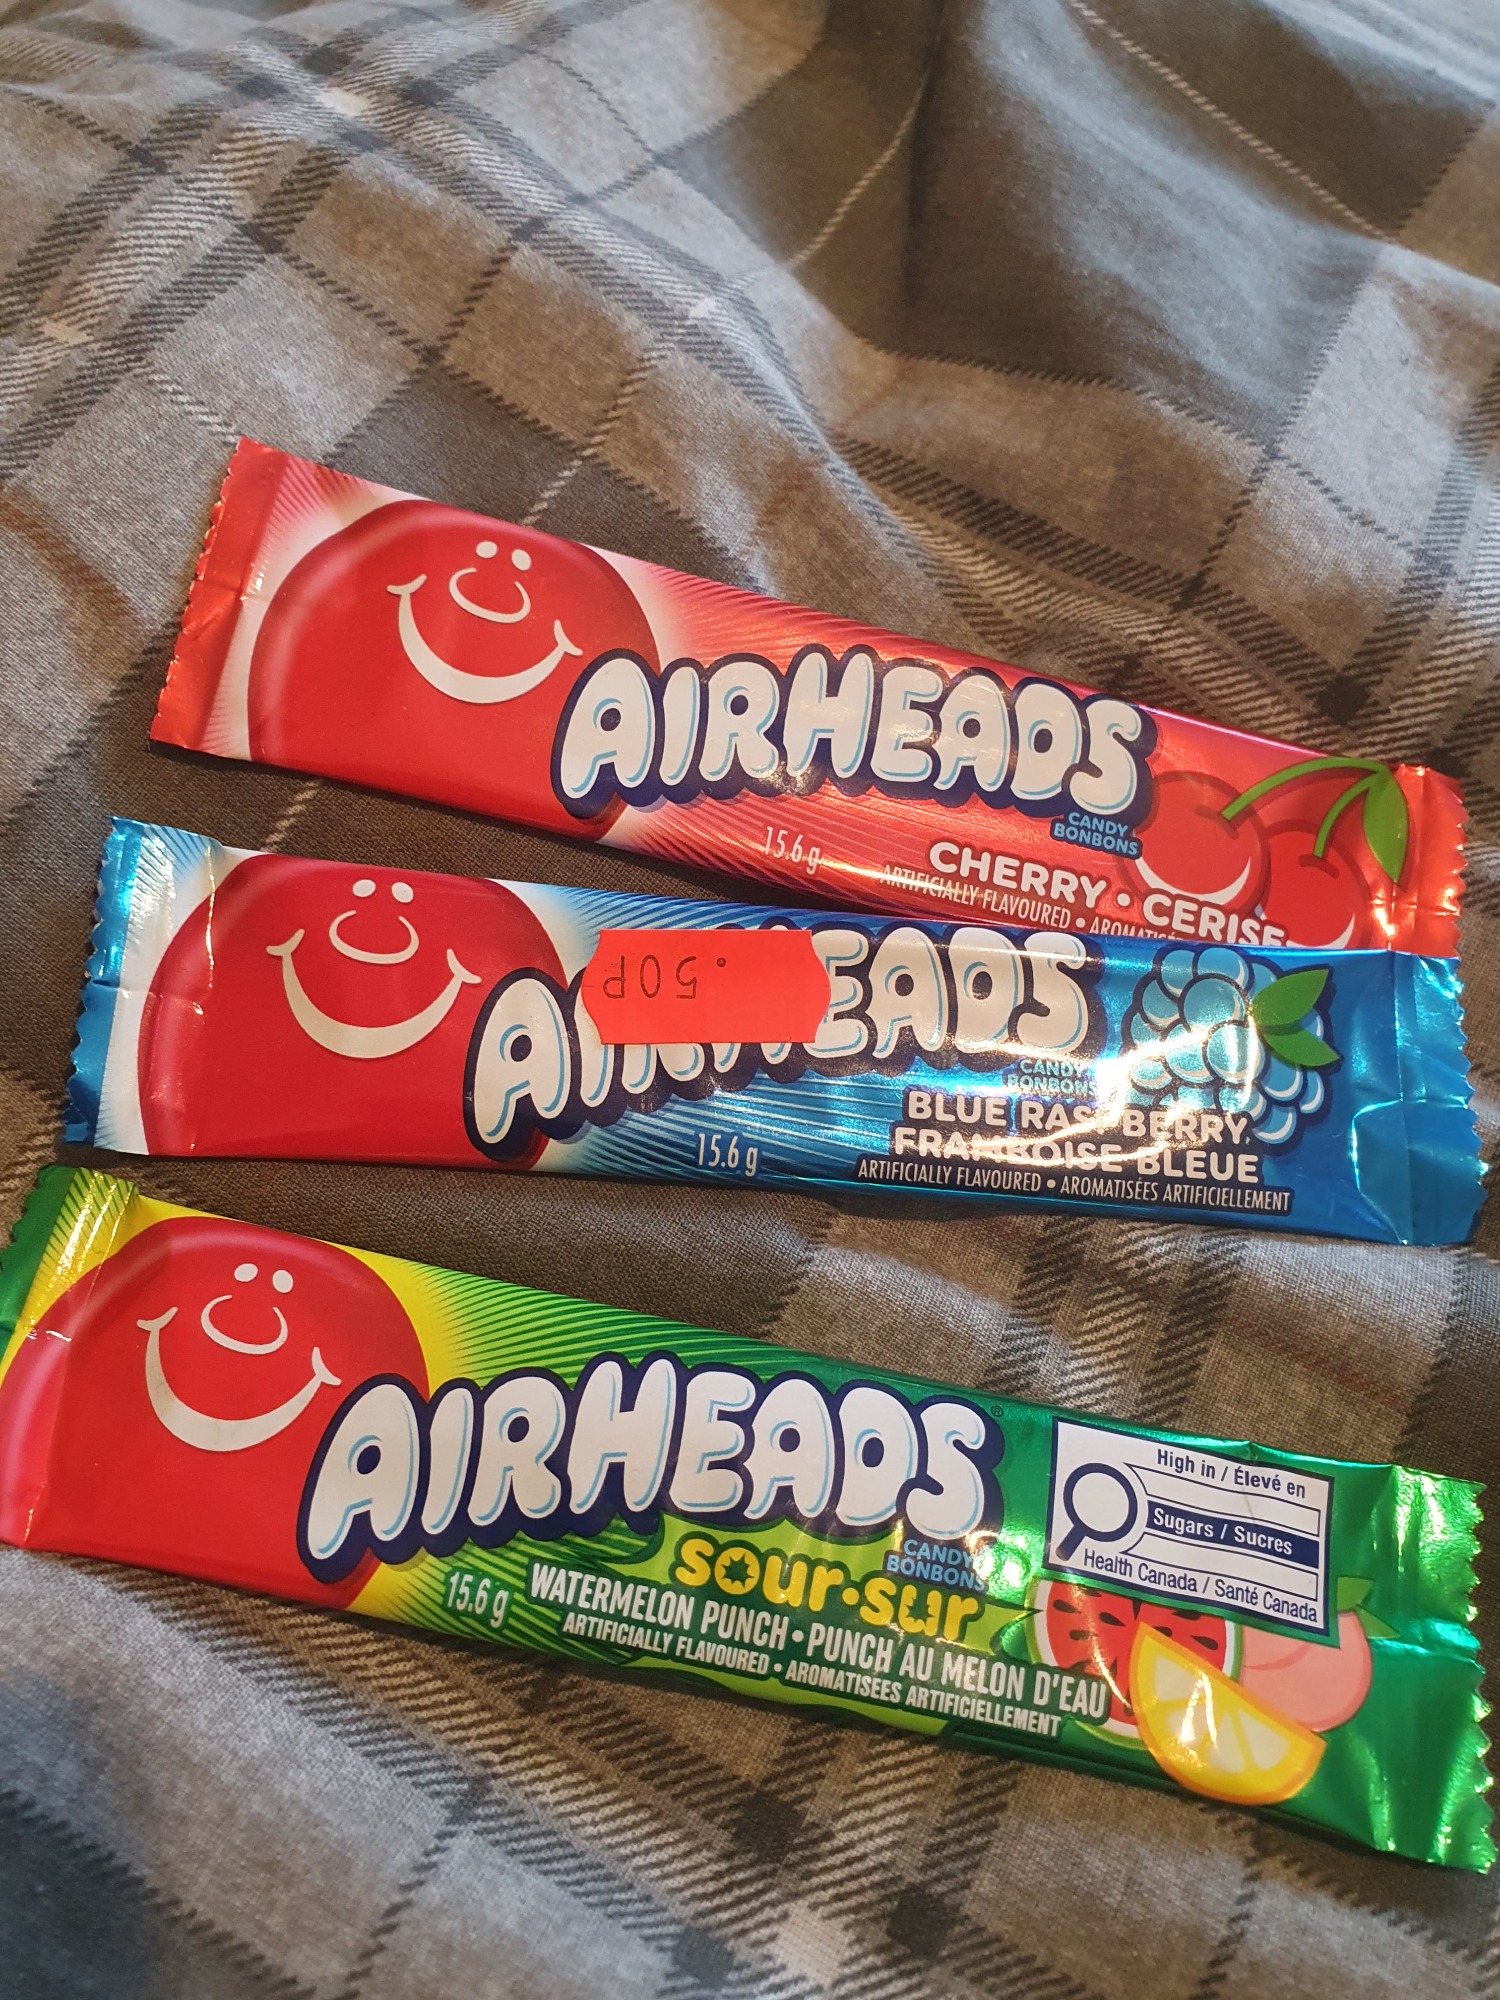 AIRHEADS
CANDY
BONBONS
15.6 g
CHERRY • CERISE
ARTIFICIALLY FLAVOURED •
AIRHEADS
.50P
CANDY
BONBONS
15.6 g
BLUE RASPBERRY
FRAMBOISE BLEUE
ARTIFICIALLY FLAVOURED • AROMATISÉES ARTIFICIELLEMENT
AIRHEADS®
CANDY
BONBONS
sour•sur
15.6 g
WATERMELON PUNCH • PUNCH AU MELON D'EAU
ARTIFICIALLY FLAVOURED • AROMATISÉES ARTIFICIELLEMENT
High in / Élevé en
Sugars / Sucres
Health Canada / Santé Canada